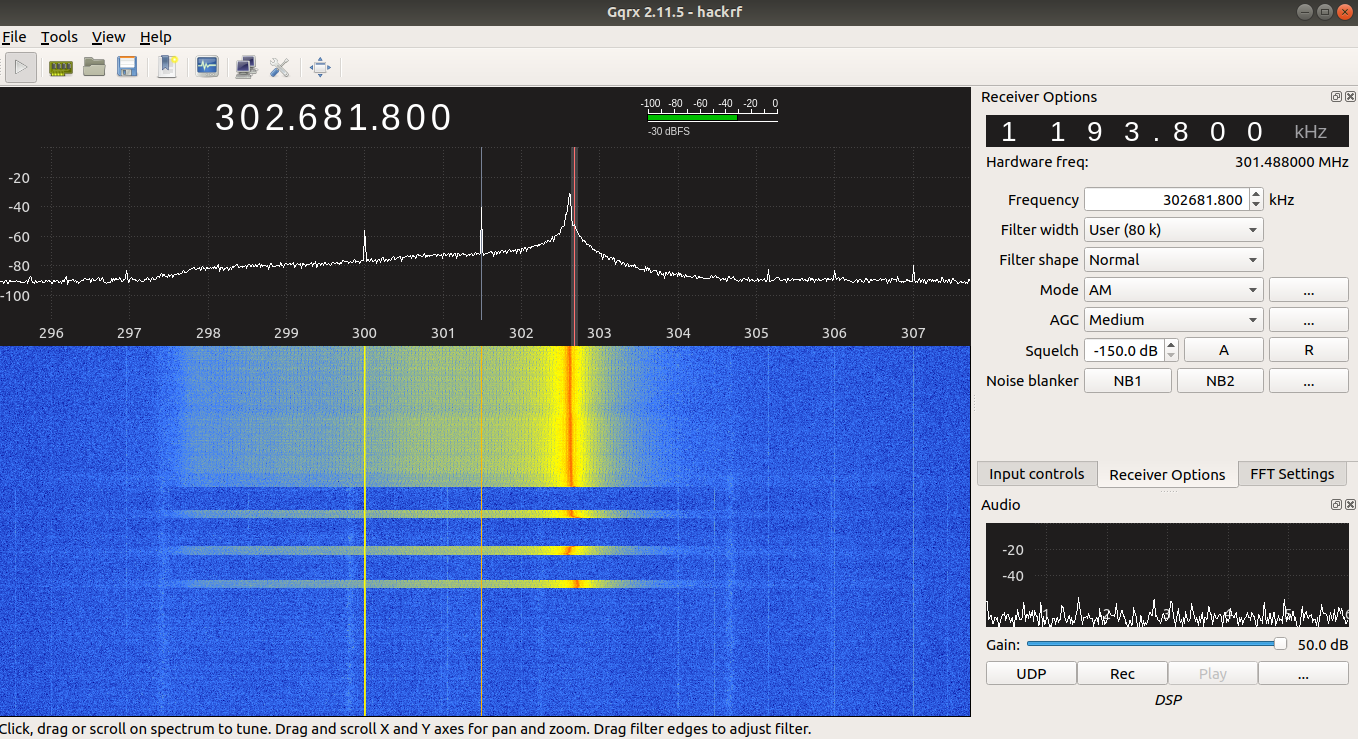 Gqrx 2.11.5 - hackrf
File Tools View Help
302.681.800
-100 -80 -60 -40 -20 0
-30 dBFS
-20
-40
-60
-80
-100
296 297 298 299 300 301 302 303 304 305 306 307
Click, drag or scroll on spectrum to tune. Drag and scroll X and Y axes for pan and zoom. Drag filter edges to adjust filter.
Receiver Options
1 193.800 kHz
Hardware freq: 301.488000 MHz
Frequency 302681.800 kHz
Filter width User (80 k)
Filter shape Normal
Mode AM ...
AGC Medium ...
Squelch -150.0 dB A R
Noise blanker NB1 NB2 ...
Input controls Receiver Options FFT Settings
Audio
-20
-40
Gain: 50.0 dB
UDP Rec Play ...
DSP